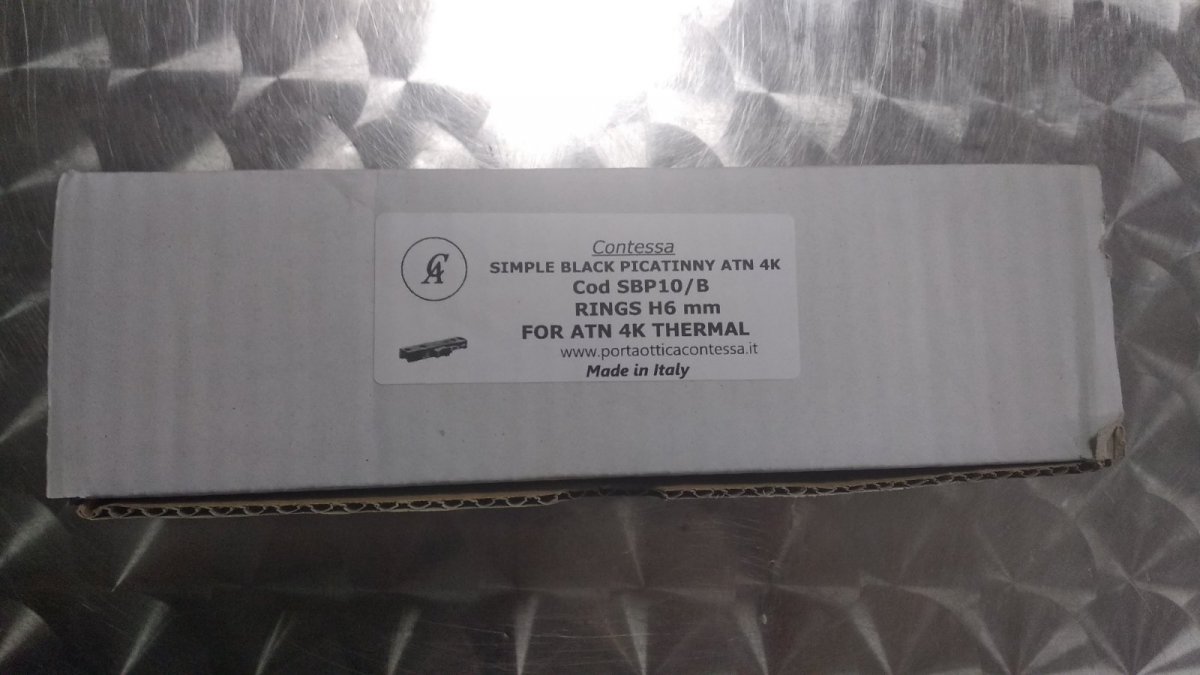 CA
Contessa
SIMPLE BLACK PICATINNY ATN 4K
Cod SBP10/B
RINGS H6 mm
FOR ATN 4K THERMAL
www.portaotticacontessa.it
Made in Italy